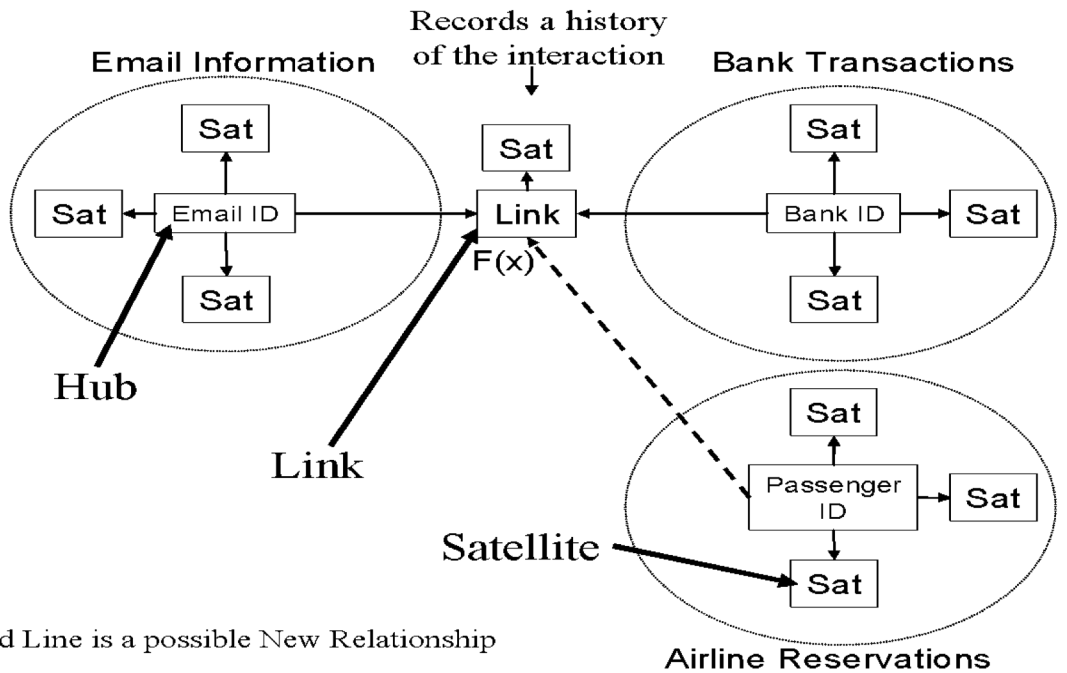 Records a history
of the interaction
Email Information
Bank Transactions
Sat
Sat
Sat
Sat
Email ID
Link
Bank ID
Sat
F(x)
Sat
Sat
Hub
Link
Sat
Passenger
ID
Sat
Satellite
Sat
d Line is a possible New Relationship
Airline Reservations